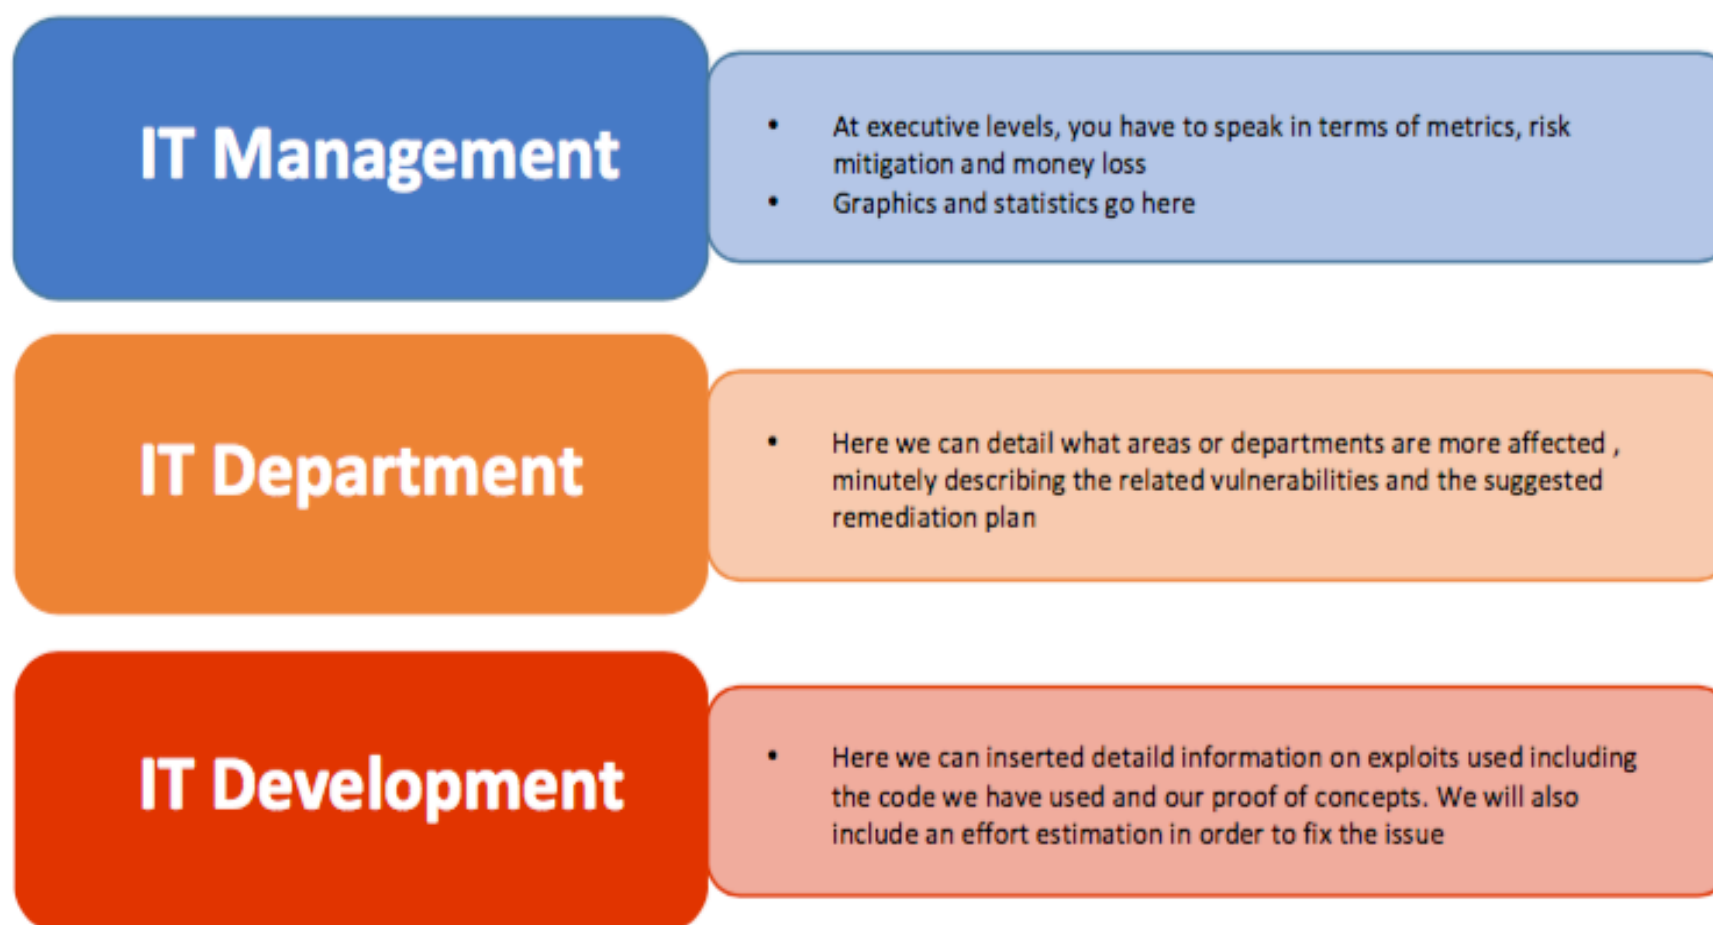 IT Management
• At executive levels, you have to speak in terms of metrics, risk
mitigation and money loss
• Graphics and statistics go here
IT Department
• Here we can detail what areas or departments are more affected ,
minutely describing the related vulnerabilities and the suggested
remediation plan
IT Development
• Here we can inserted detaild information on exploits used including
the code we have used and our proof of concepts. We will also
include an effort estimation in order to fix the issue